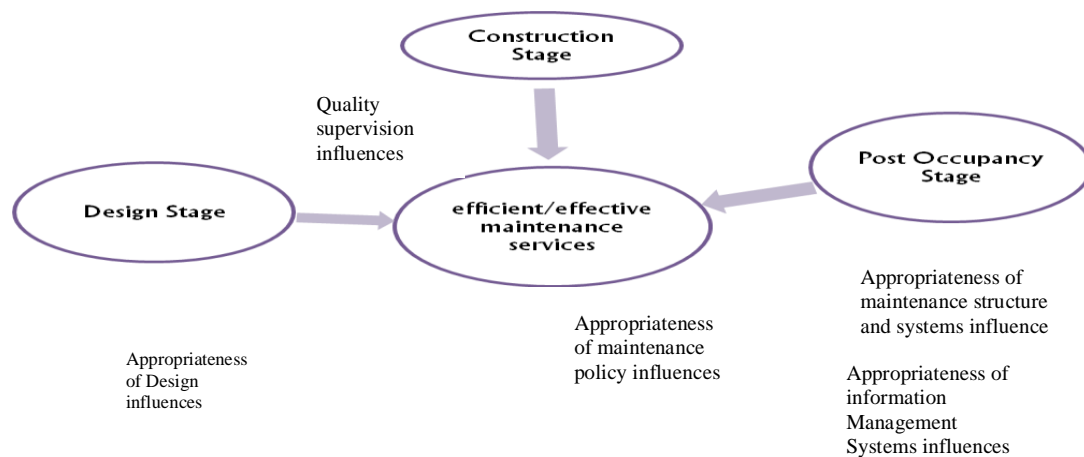 Construction
Stage
Quality
supervision
influences
Post Occupancy
Stage
Design Stage
efficient/effective
maintenance
services
Appropriateness of
maintenance structure
and systems influence
Appropriateness
of maintenance
policy influences
Appropriateness
of Design
influences
Appropriateness of
information
Management
Systems influences